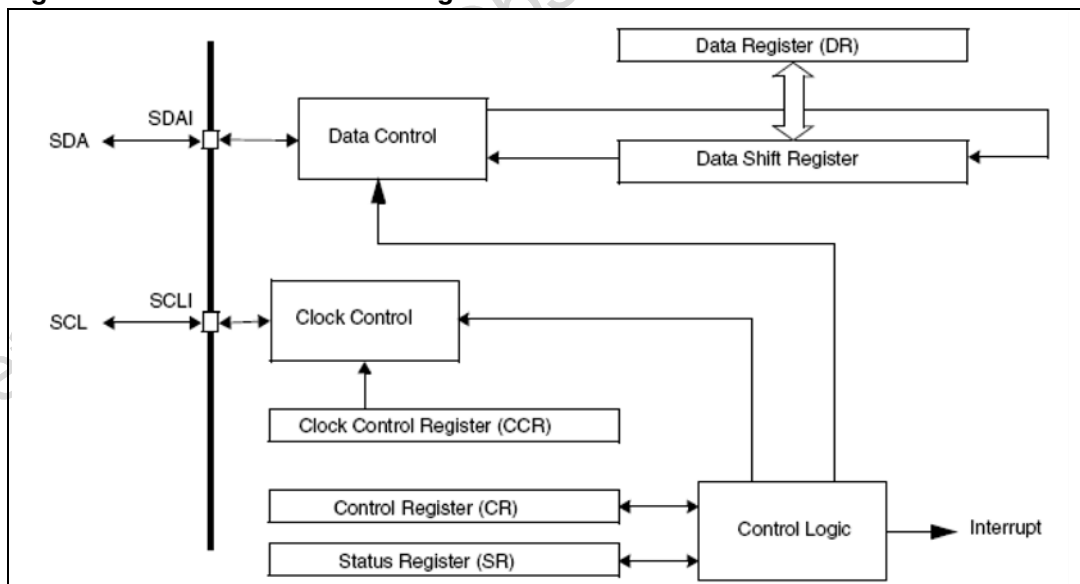 Data Register (DR)
SDAI
SDA
Data Control
Data Shift Register
SCLI
SCL
Clock Control
Clock Control Register (CCR)
Control Register (CR)
Control Logic
Interrupt
Status Register (SR)